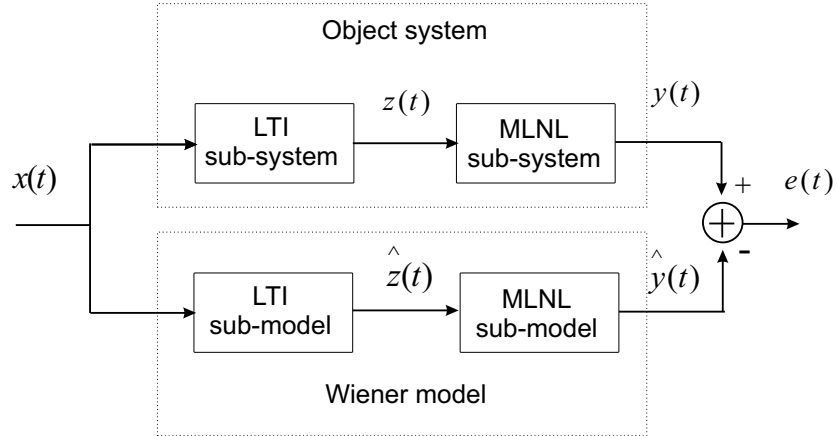 Object system
z(t)
y(t)
LTI
sub-system
MLNL
sub-system
x(t)
+
e(t)
+
-
^
z(t)
^
y(t)
LTI
sub-model
MLNL
sub-model
Wiener model